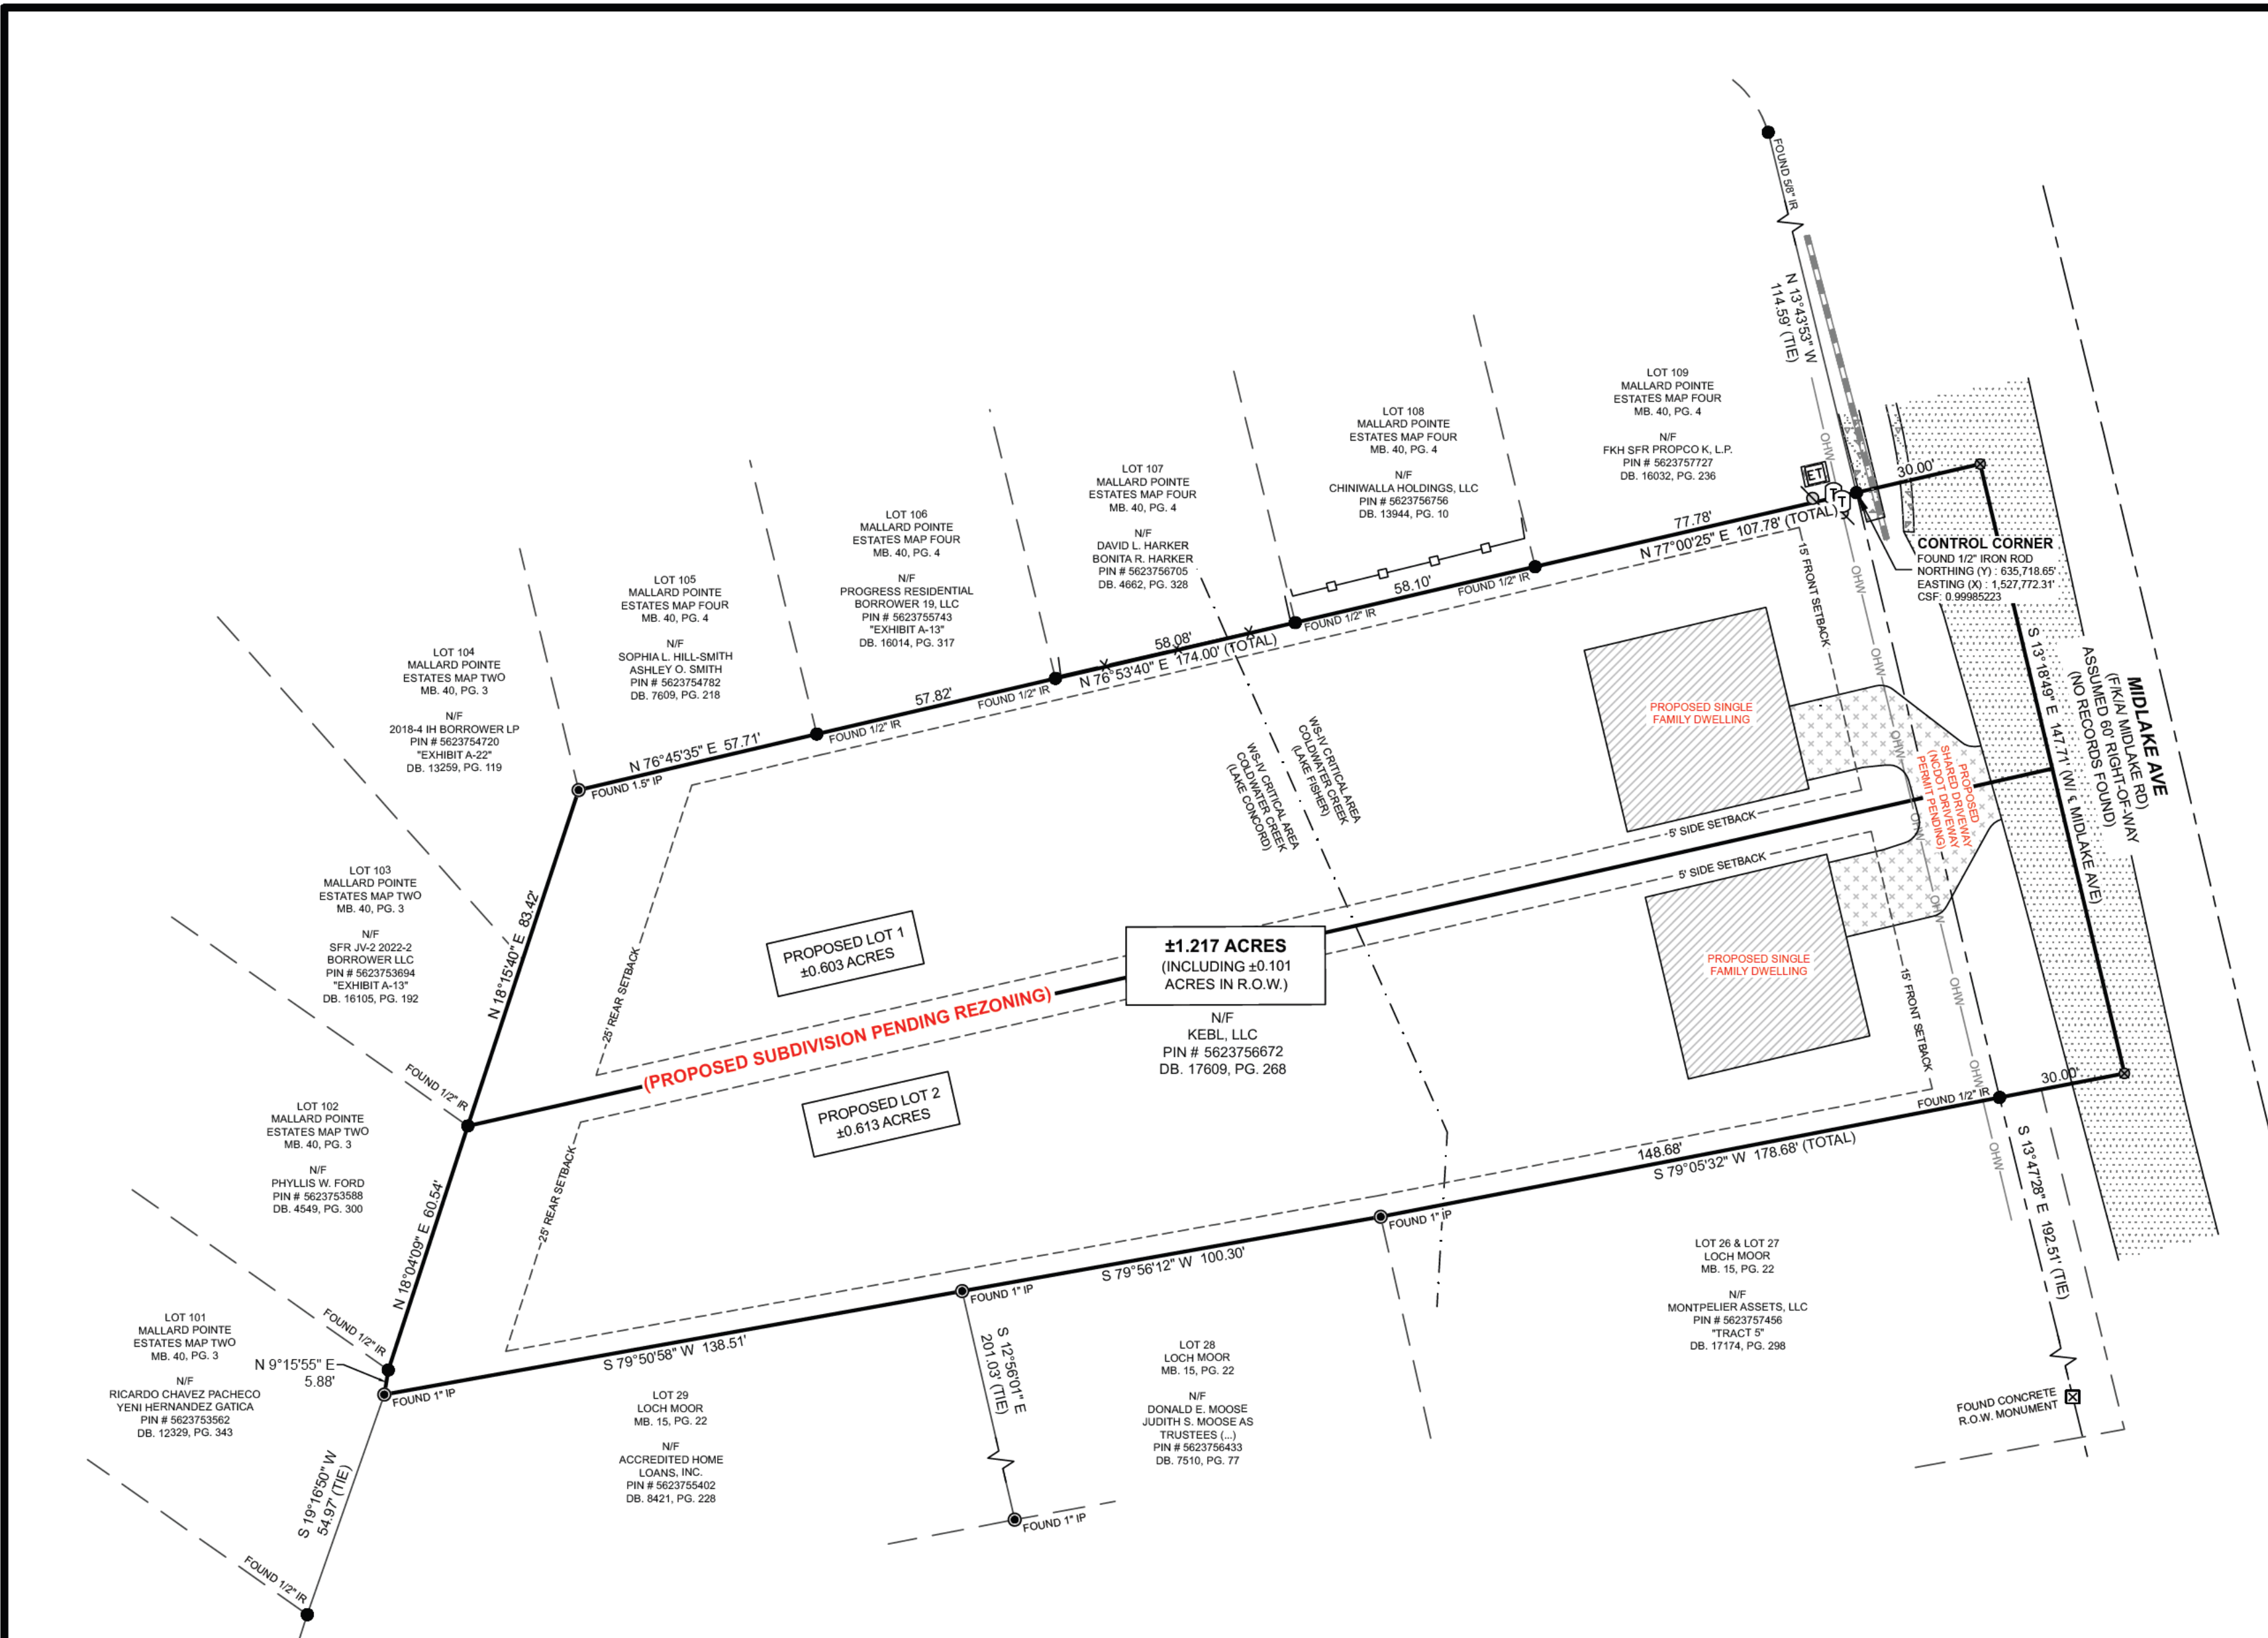 FOUND 5/8" IR
N 13°43'53" W
114.59' (TIE)
LOT 109
MALLARD POINTE
ESTATES MAP FOUR
MB. 40, PG. 4
N/F
FKH SFR PROPCO K, L.P.
PIN # 5623757727
DB. 16032, PG. 236
LOT 108
MALLARD POINTE
ESTATES MAP FOUR
MB. 40, PG. 4
N/F
CHINIWALLA HOLDINGS, LLC
PIN # 5623756756
DB. 13944, PG. 10
LOT 107
MALLARD POINTE
ESTATES MAP FOUR
MB. 40, PG. 4
N/F
DAVID L. HARKER
BONITA R. HARKER
PIN # 5623756705
DB. 4662, PG. 328
LOT 106
MALLARD POINTE
ESTATES MAP FOUR
MB. 40, PG. 4
N/F
PROGRESS RESIDENTIAL
BORROWER 19, LLC
PIN # 5623755743
"EXHIBIT A-13"
DB. 16014, PG. 317
LOT 105
MALLARD POINTE
ESTATES MAP FOUR
MB. 40, PG. 4
N/F
SOPHIA L. HILL-SMITH
ASHLEY O. SMITH
PIN # 5623754782
DB. 7609, PG. 218
LOT 104
MALLARD POINTE
ESTATES MAP TWO
MB. 40, PG. 3
N/F
2018-4 IH BORROWER LP
PIN # 5623754720
"EXHIBIT A-22"
DB. 13259, PG. 119
LOT 103
MALLARD POINTE
ESTATES MAP TWO
MB. 40, PG. 3
N/F
SFR JV-2 2022-2
BORROWER LLC
PIN # 5623753694
"EXHIBIT A-13"
DB. 16105, PG. 192
LOT 102
MALLARD POINTE
ESTATES MAP TWO
MB. 40, PG. 3
N/F
PHYLLIS W. FORD
PIN # 5623753588
DB. 4549, PG. 300
LOT 101
MALLARD POINTE
ESTATES MAP TWO
MB. 40, PG. 3
N/F
RICARDO CHAVEZ PACHECO
YENI HERNANDEZ GATICA
PIN # 5623753562
DB. 12329, PG. 343
OHW
ET
T
T
30.00'
77.78'
N 77°00'25" E 107.78' (TOTAL)
FOUND 1/2" IR
58.10'
FOUND 1/2" IR
58.08'
N 76°53'40" E 174.00' (TOTAL)
FOUND 1/2" IR
57.82'
FOUND 1/2" IR
N 76°45'35" E 57.71'
FOUND 1.5" IP
CONTROL CORNER
FOUND 1/2" IRON ROD
NORTHING (Y) : 635,718.65'
EASTING (X) : 1,527,772.31'
CSF: 0.99985223
15' FRONT SETBACK
OHW
OHW
OHW
S 13°18'49" E 147.71' (W/ ℄ MIDLAKE AVE)
MIDLAKE AVE
(F/K/A/ MIDLAKE RD)
ASSUMED 60' RIGHT-OF-WAY
(NO RECORDS FOUND)
PROPOSED SINGLE
FAMILY DWELLING
PROPOSED
SHARED DRIVEWAY
(NCDOT DRIVEWAY
PERMIT PENDING)
OHW
OHW
OHW
5' SIDE SETBACK
5' SIDE SETBACK
WS-IV CRITICAL AREA
COLDWATER CREEK
(LAKE FISHER)
WS-IV CRITICAL AREA
COLDWATER CREEK
(LAKE CONCORD)
PROPOSED SINGLE
FAMILY DWELLING
15' FRONT SETBACK
OHW
OHW
OHW
N 18°15'40" E 83.42'
25' REAR SETBACK
PROPOSED LOT 1
±0.603 ACRES
±1.217 ACRES
(INCLUDING ±0.101
ACRES IN R.O.W.)
N/F
KEBL, LLC
PIN # 5623756672
DB. 17609, PG. 268
(PROPOSED SUBDIVISION PENDING REZONING)
FOUND 1/2" IR
PROPOSED LOT 2
±0.613 ACRES
25' REAR SETBACK
N 18°04'09" E 60.54'
FOUND 1/2" IR
N 9°15'55" E
5.88'
FOUND 1" IP
S 79°50'58" W 138.51'
FOUND 1" IP
S 79°56'12" W 100.30'
FOUND 1" IP
148.68'
S 79°05'32" W 178.68' (TOTAL)
FOUND 1/2" IR
30.00'
S 13°47'28" E 192.51' (TIE)
LOT 26 & LOT 27
LOCH MOOR
MB. 15, PG. 22
N/F
MONTPELIER ASSETS, LLC
PIN # 5623757456
"TRACT 5"
DB. 17174, PG. 298
FOUND CONCRETE
R.O.W. MONUMENT
LOT 28
LOCH MOOR
MB. 15, PG. 22
N/F
DONALD E. MOOSE
JUDITH S. MOOSE AS
TRUSTEES (...)
PIN # 5623756433
DB. 7510, PG. 77
S 12°56'01" E
201.03' (TIE)
FOUND 1" IP
LOT 29
LOCH MOOR
MB. 15, PG. 22
N/F
ACCREDITED HOME
LOANS, INC.
PIN # 5623755402
DB. 8421, PG. 228
S 19°16'50" W
54.97' (TIE)
FOUND 1/2" IR